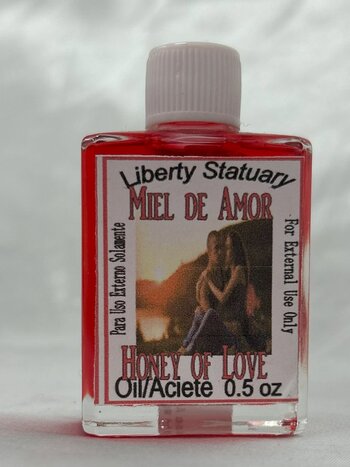 Liberty Statuary
MIEL DE AMOR
Para Uso Externo Solamente
For External Use Only
HONEY OF LOVE
Oil/Aciete 0.5 oz